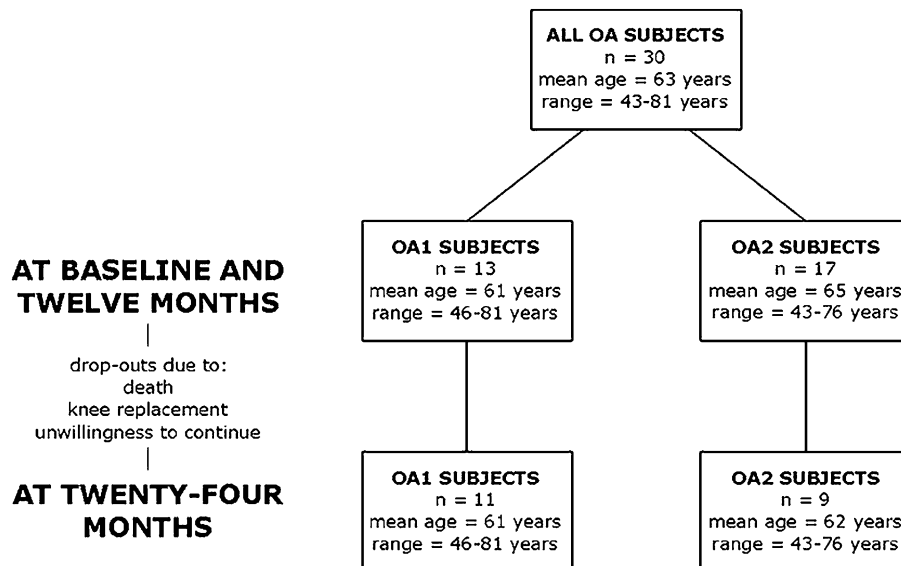 ALL OA SUBJECTS
n = 30
mean age = 63 years
range = 43-81 years
AT BASELINE AND
TWELVE MONTHS
OA1 SUBJECTS
n = 13
mean age = 61 years
range = 46-81 years
OA2 SUBJECTS
n = 17
mean age = 65 years
range = 43-76 years
drop-outs due to:
death
knee replacement
unwillingness to continue
AT TWENTY-FOUR
MONTHS
OA1 SUBJECTS
n = 11
mean age = 61 years
range = 46-81 years
OA2 SUBJECTS
n = 9
mean age = 62 years
range = 43-76 years